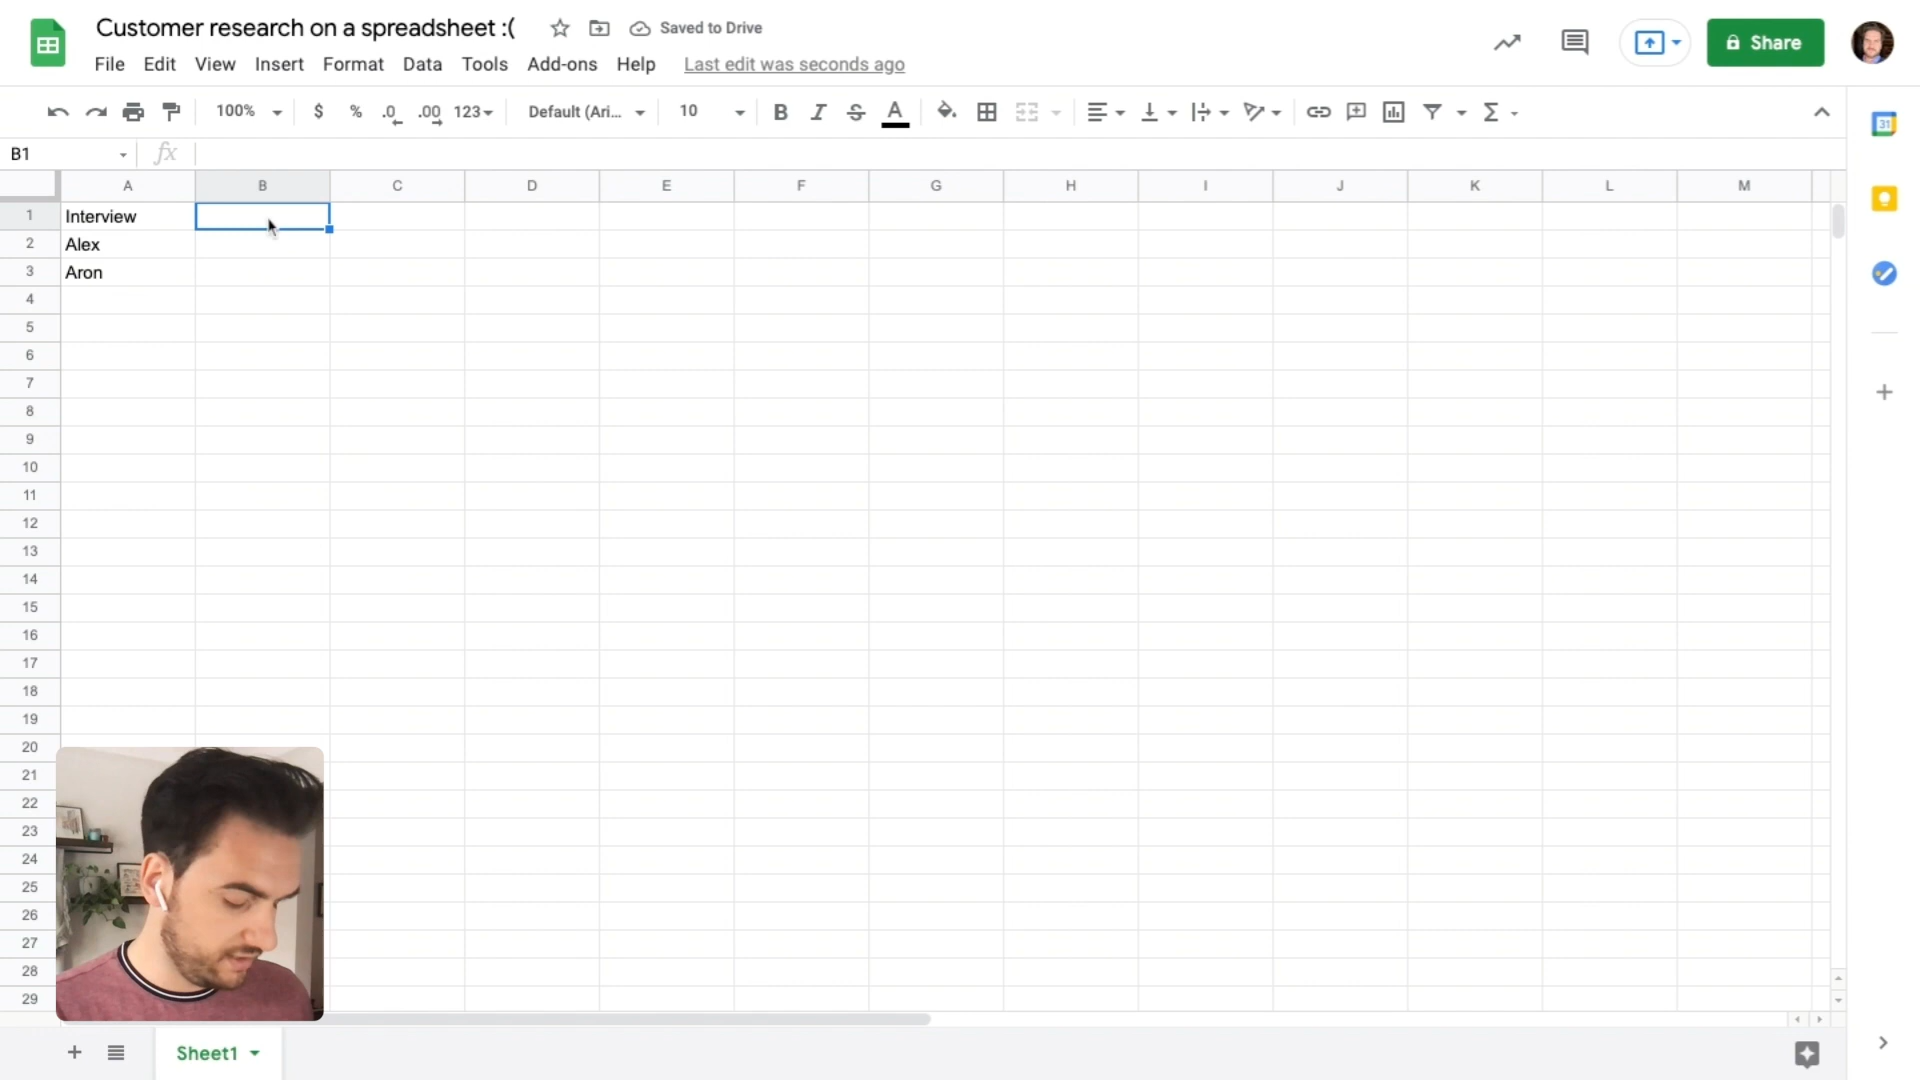 Customer research on a spreadsheet :( Saved to Drive
File Edit View Insert Format Data Tools Add-ons Help Last edit was seconds ago
Share
100% $ % .0 .00 123 Default (Ari... 10 B I S A Σ
B1 fx
A B C D E F G H I J K L M
1 Interview
2 Alex
3 Aron
4
5
6
7
8
9
10
11
12
13
14
15
16
17
18
19
20
21
22
23
24
25
26
27
28
29
Sheet1
31